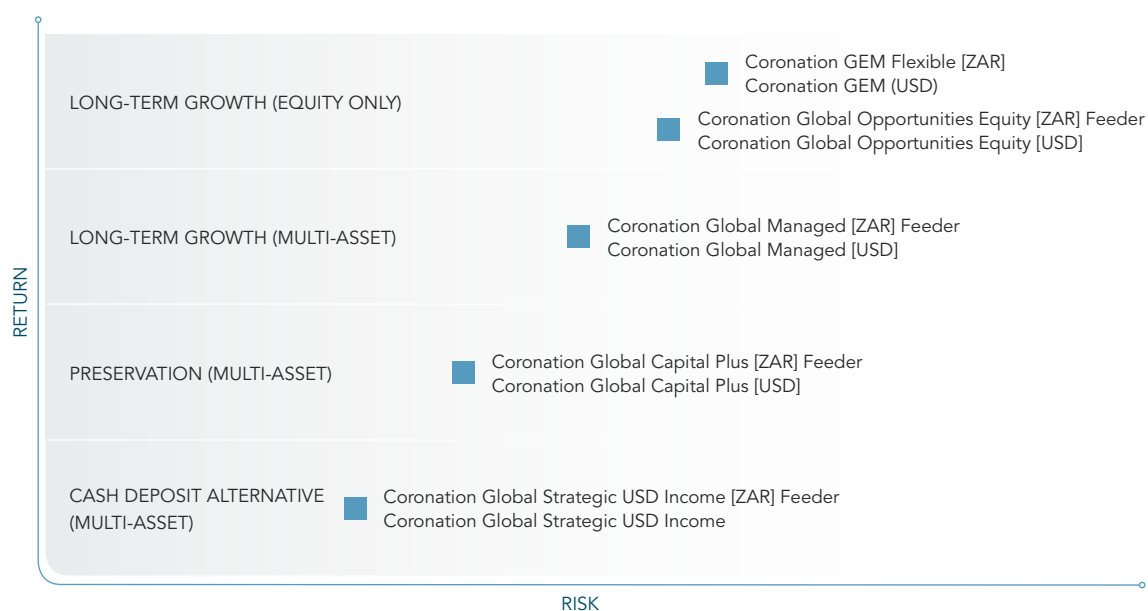 Coronation GEM Flexible [ZAR]
Coronation GEM (USD)
LONG-TERM GROWTH (EQUITY ONLY)
Coronation Global Opportunities Equity [ZAR] Feeder
Coronation Global Opportunities Equity [USD]
LONG-TERM GROWTH (MULTI-ASSET)
Coronation Global Managed [ZAR] Feeder
Coronation Global Managed [USD]
RETURN
PRESERVATION (MULTI-ASSET)
Coronation Global Capital Plus [ZAR] Feeder
Coronation Global Capital Plus [USD]
CASH DEPOSIT ALTERNATIVE
(MULTI-ASSET)
Coronation Global Strategic USD Income [ZAR] Feeder
Coronation Global Strategic USD Income
RISK